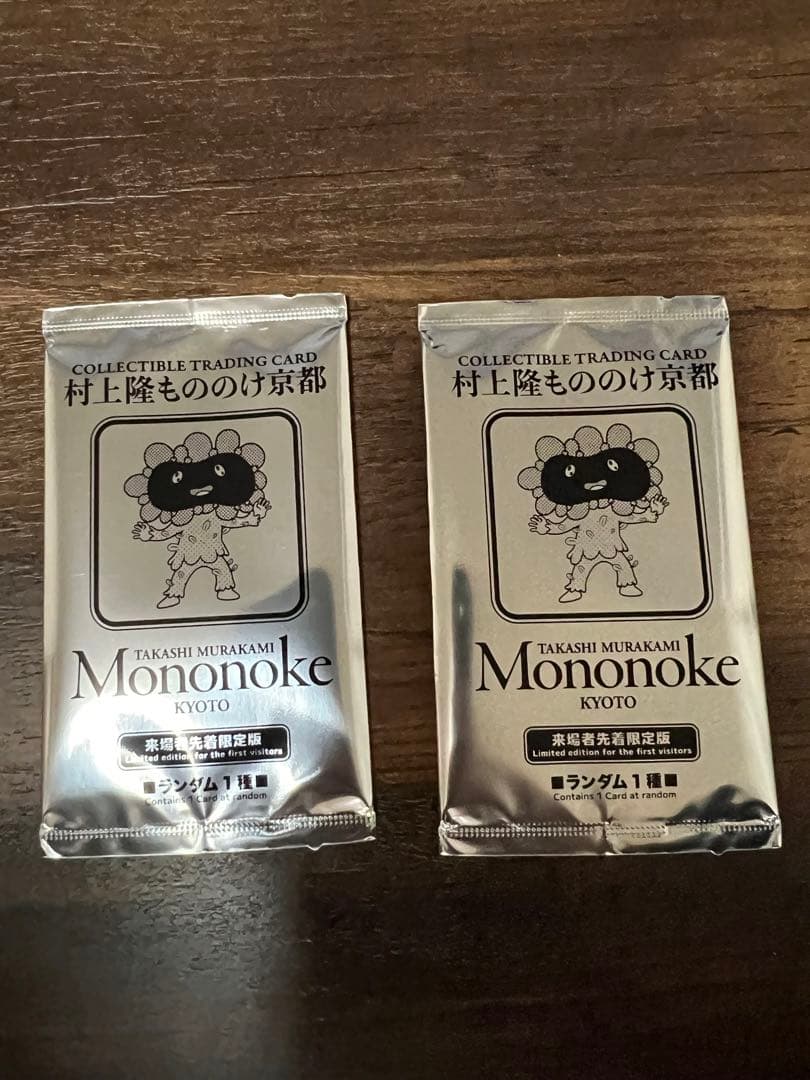 COLLECTIBLE TRADING CARD
村上隆もののけ京都
TAKASHI MURAKAMI
Mononoke
KYOTO
来場者先着限定版
Limited edition for the first visitors
■ランダム1種■
Contains 1 Card at random
COLLECTIBLE TRADING CARD
村上隆もののけ京都
TAKASHI MURAKAMI
Mononoke
KYOTO
来場者先着限定版
Limited edition for the first visitors
■ランダム1種■
Contains 1 Card at random